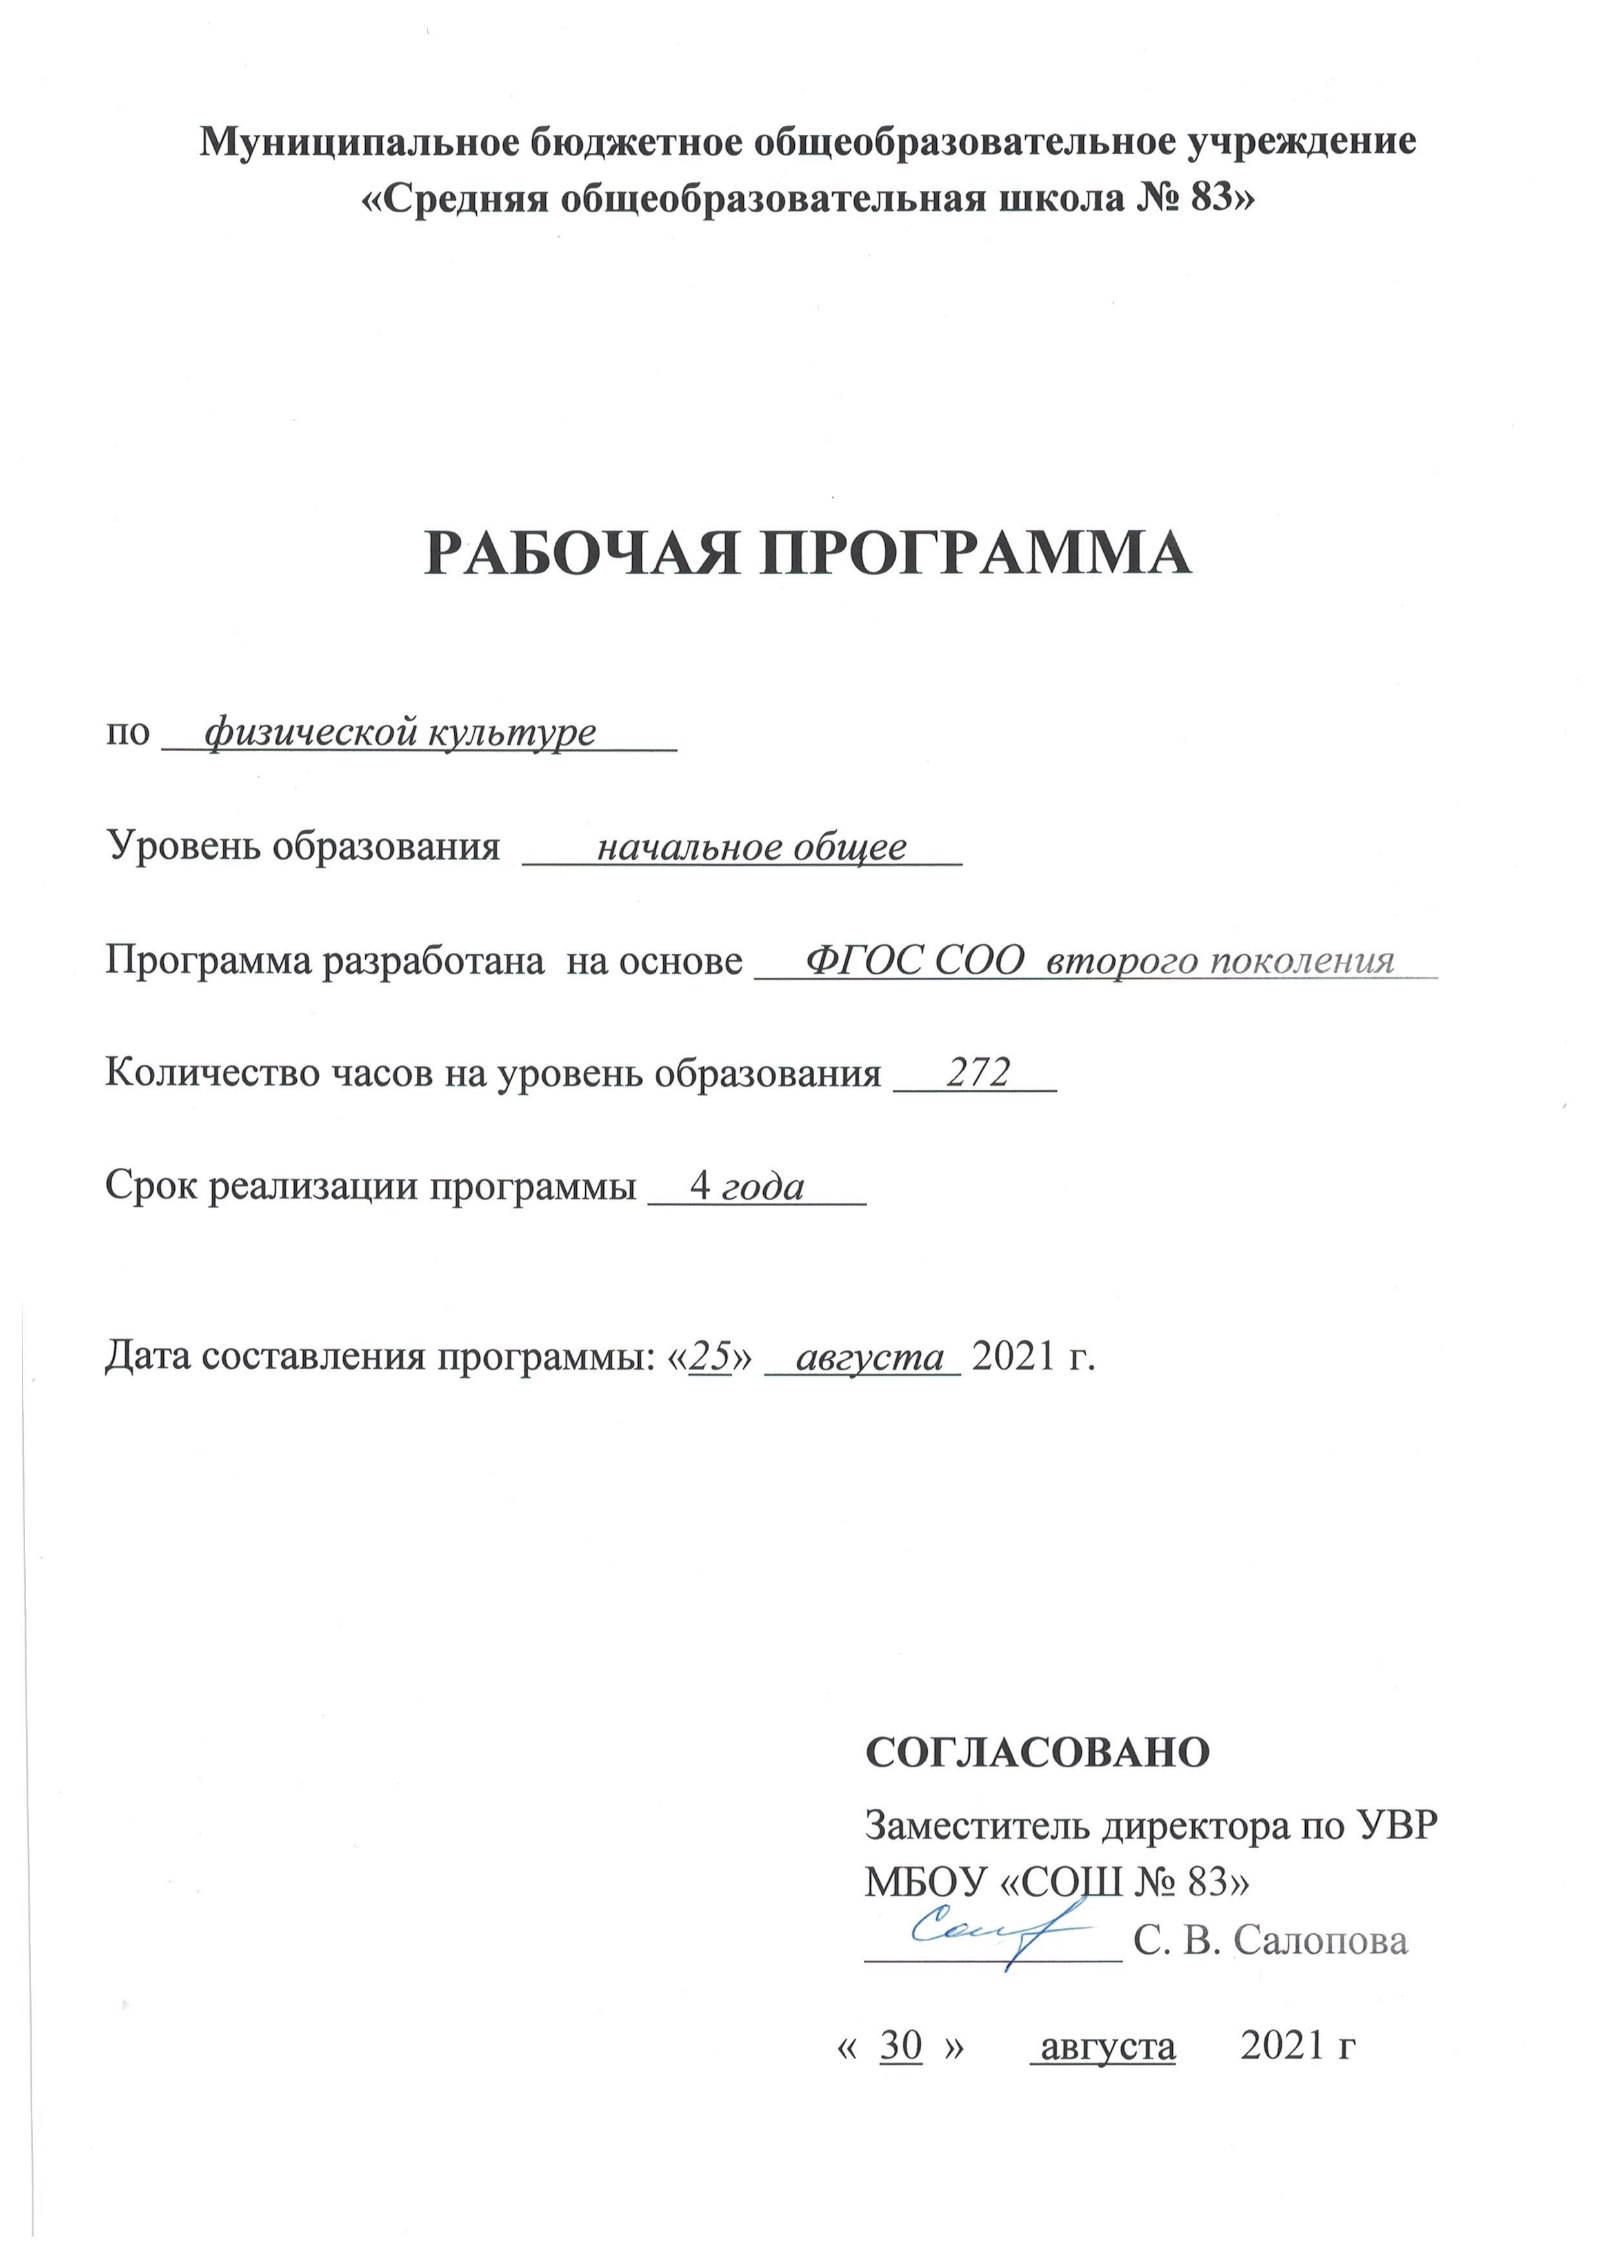 Муниципальное бюджетное общеобразовательное учреждение
«Средняя общеобразовательная школа № 83»
РАБОЧАЯ ПРОГРАММА
по физической культуре
Уровень образования начальное общее
Программа разработана на основе ФГОС СОО второго поколения
Количество часов на уровень образования 272
Срок реализации программы 4 года
Дата составления программы: «25» августа 2021 г.
СОГЛАСОВАНО
Заместитель директора по УВР
МБОУ «СОШ № 83»
С. В. Салопова
« 30 » августа 2021 г